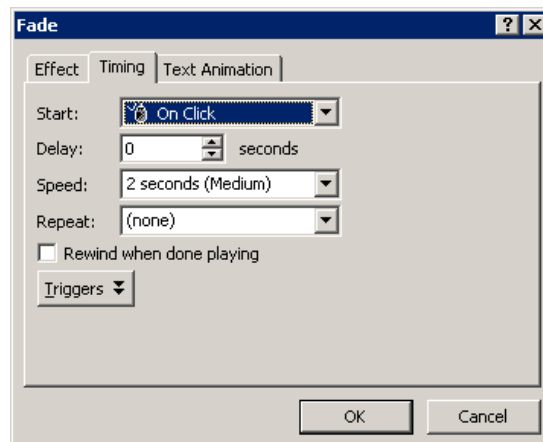 Fade
Effect Timing Text Animation
Start: On Click
Delay: 0 seconds
Speed: 2 seconds (Medium)
Repeat: (none)
Rewind when done playing
Triggers
OK Cancel